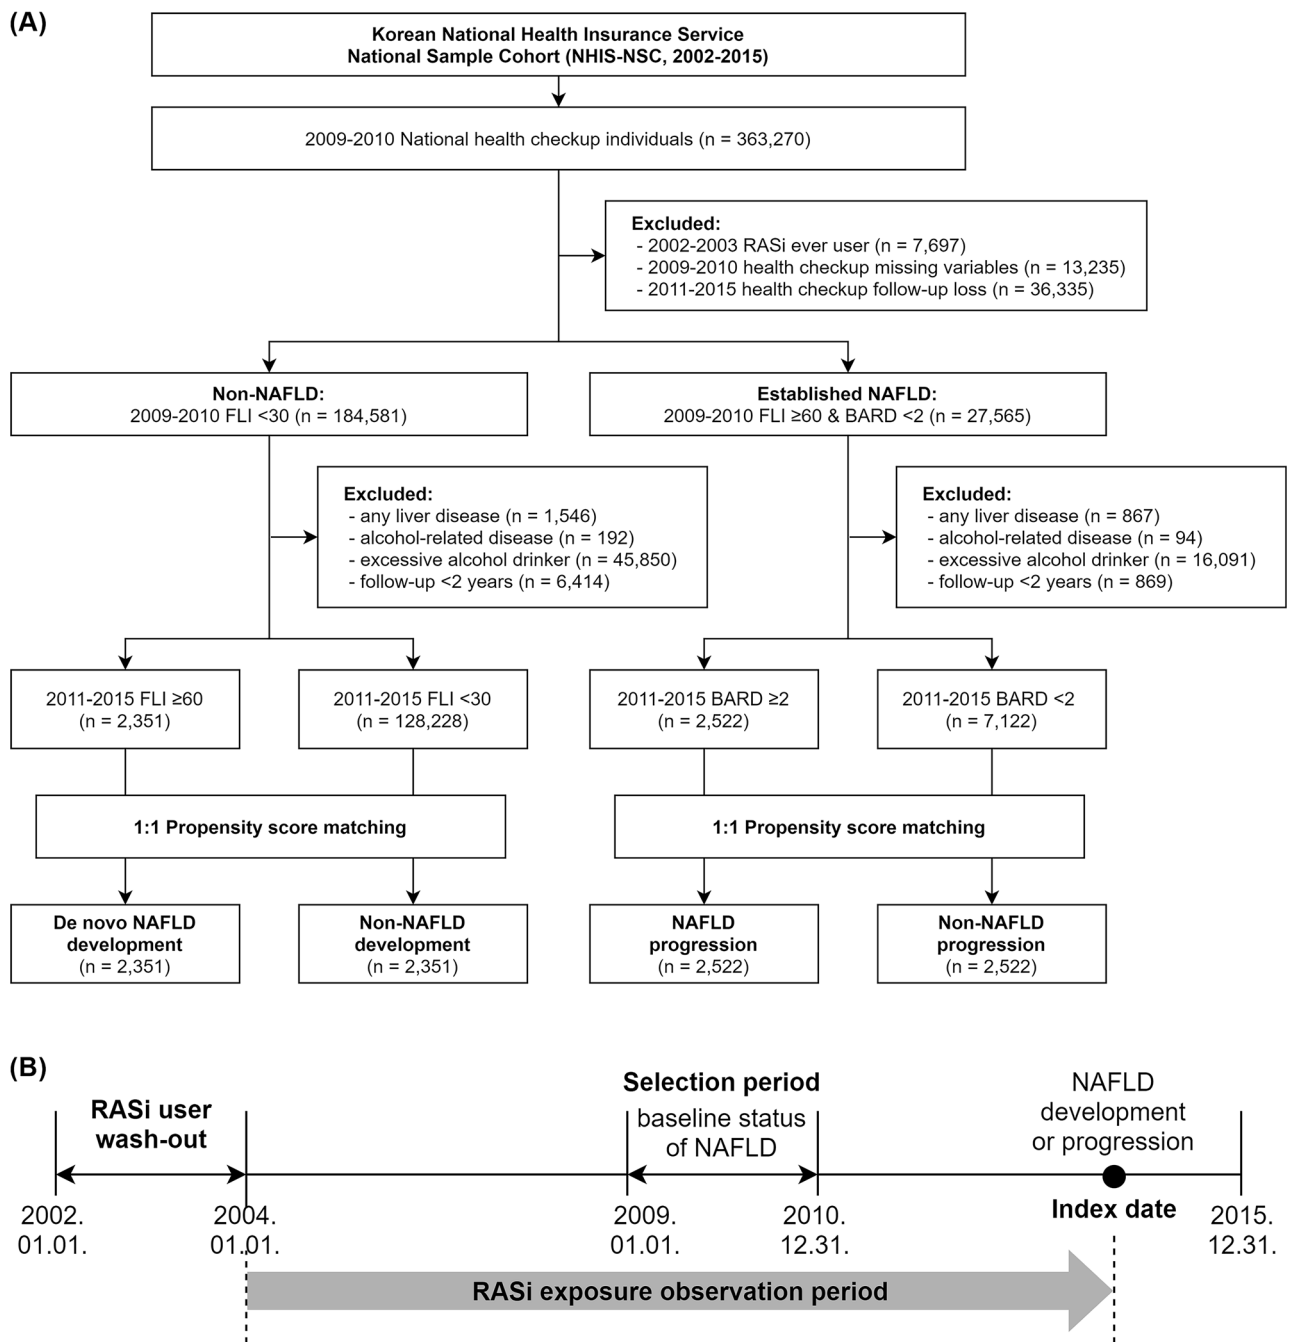 (A)
Korean National Health Insurance Service
National Sample Cohort (NHIS-NSC, 2002-2015)
2009-2010 National health checkup individuals (n = 363,270)
Excluded:
- 2002-2003 RASi ever user (n = 7,697)
- 2009-2010 health checkup missing variables (n = 13,235)
- 2011-2015 health checkup follow-up loss (n = 36,335)
Non-NAFLD:
2009-2010 FLI <30 (n = 184,581)
Established NAFLD:
2009-2010 FLI ≥60 & BARD <2 (n = 27,565)
Excluded:
- any liver disease (n = 1,546)
- alcohol-related disease (n = 192)
- excessive alcohol drinker (n = 45,850)
- follow-up <2 years (n = 6,414)
Excluded:
- any liver disease (n = 867)
- alcohol-related disease (n = 94)
- excessive alcohol drinker (n = 16,091)
- follow-up <2 years (n = 869)
2011-2015 FLI ≥60
(n = 2,351)
2011-2015 FLI <30
(n = 128,228)
2011-2015 BARD ≥2
(n = 2,522)
2011-2015 BARD <2
(n = 7,122)
1:1 Propensity score matching
1:1 Propensity score matching
De novo NAFLD
development
(n = 2,351)
Non-NAFLD
development
(n = 2,351)
NAFLD
progression
(n = 2,522)
Non-NAFLD
progression
(n = 2,522)
(B)
RASi user
wash-out
Selection period
baseline status
of NAFLD
NAFLD
development
or progression
Index date
2002.
01.01.
2004.
01.01.
2009.
01.01.
2010.
12.31.
2015.
12.31.
RASi exposure observation period